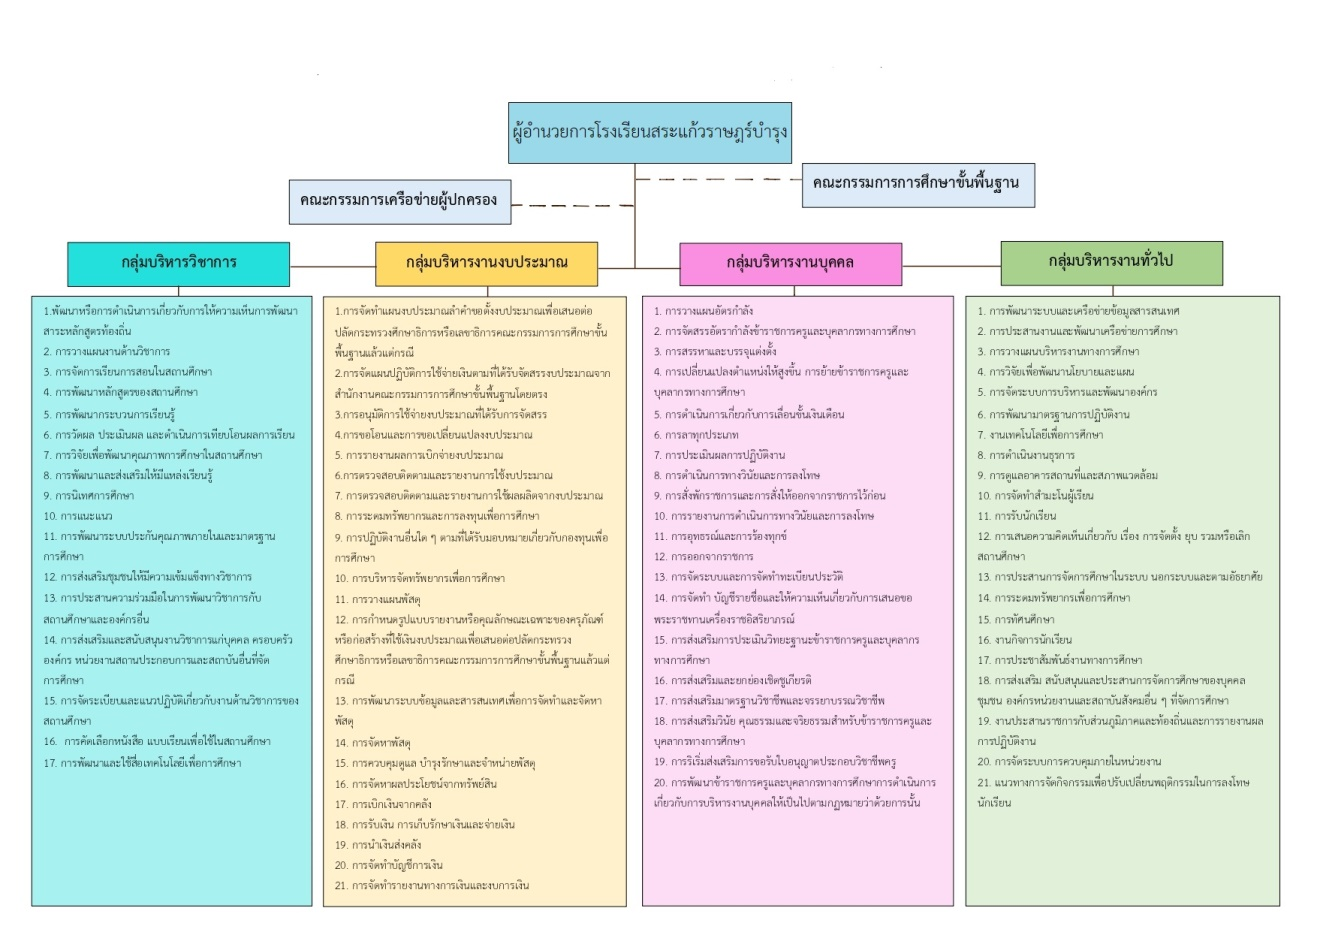 ผู้อำนวยการโรงเรียนสระแก้วราษฎร์บำรุง
คณะกรรมการการศึกษาขั้นพื้นฐาน
คณะกรรมการเครือข่ายผู้ปกครอง
กลุ่มบริหารวิชาการ
กลุ่มบริหารงานงบประมาณ
กลุ่มบริหารงานบุคคล
กลุ่มบริหารงานทั่วไป
1.พัฒนาหรือการดำเนินการเกี่ยวกับการให้ความเห็นการพัฒนา
สาระหลักสูตรท้องถิ่น
2. การวางแผนงานด้านวิชาการ
3. การจัดการเรียนการสอนในสถานศึกษา
4. การพัฒนาหลักสูตรของสถานศึกษา
5. การพัฒนากระบวนการเรียนรู้
6. การวัดผล ประเมินผล และดำเนินการเทียบโอนผลการเรียน
7. การวิจัยเพื่อพัฒนาคุณภาพการศึกษาในสถานศึกษา
8. การพัฒนาและส่งเสริมให้มีแหล่งเรียนรู้
9. การนิเทศการศึกษา
10. การแนะแนว
11. การพัฒนาระบบประกันคุณภาพภายในและมาตรฐาน
การศึกษา
12. การส่งเสริมชุมชนให้มีความเข้มแข็งทางวิชาการ
13. การประสานความร่วมมือในการพัฒนาวิชาการกับ
สถานศึกษาและองค์กรอื่น
14. การส่งเสริมและสนับสนุนงานวิชาการแก่บุคคล ครอบครัว
องค์กร หน่วยงานสถานประกอบการและสถาบันอื่นที่จัด
การศึกษา
15. การจัดระเบียบและแนวปฏิบัติเกี่ยวกับงานด้านวิชาการของ
สถานศึกษา
16. การคัดเลือกหนังสือ แบบเรียนเพื่อใช้ในสถานศึกษา
17. การพัฒนาและใช้สื่อเทคโนโลยีเพื่อการศึกษา
1.การจัดทำแผนงบประมาณลำคำขอตั้งงบประมาณเพื่อเสนอต่อ
ปลัดกระทรวงศึกษาธิการหรือเลขาธิการคณะกรรมการการศึกษาขั้น
พื้นฐานแล้วแต่กรณี
2.การจัดแผนปฏิบัติการใช้จ่ายเงินตามที่ได้รับจัดสรรงบประมาณจาก
สำนักงานคณะกรรมการการศึกษาขั้นพื้นฐานโดยตรง
3.การอนุมัติการใช้จ่ายงบประมาณที่ได้รับการจัดสรร
4.การขอโอนและการขอเปลี่ยนแปลงงบประมาณ
5. การรายงานผลการเบิกจ่ายงบประมาณ
6.การตรวจสอบติดตามและรายงานการใช้งบประมาณ
7. การตรวจสอบติดตามและรายงานการใช้ผลผลิตจากงบประมาณ
8. การระดมทรัพยากรและการลงทุนเพื่อการศึกษา
9. การปฏิบัติงานอื่นใด ๆ ตามที่ได้รับมอบหมายเกี่ยวกับกองทุนเพื่อ
การศึกษา
10. การบริหารจัดทรัพยากรเพื่อการศึกษา
11. การวางแผนพัสดุ
12. การกำหนดรูปแบบรายงานหรือคุณลักษณะเฉพาะของครุภัณฑ์
หรือก่อสร้างที่ใช้เงินงบประมาณเพื่อเสนอต่อปลัดกระทรวง
ศึกษาธิการหรือเลขาธิการคณะกรรมการการศึกษาขั้นพื้นฐานแล้วแต่
กรณี
13. การพัฒนาระบบข้อมูลและสารสนเทศเพื่อการจัดทำและจัดหา
พัสดุ
14. การจัดหาพัสดุ
15. การควบคุมดูแล บำรุงรักษาและจำหน่ายพัสดุ
16. การจัดหาผลประโยชน์จากทรัพย์สิน
17. การเบิกเงินจากคลัง
18. การรับเงิน การเก็บรักษาเงินและจ่ายเงิน
19. การนำเงินส่งคลัง
20. การจัดทำบัญชีการเงิน
21. การจัดทำรายงานทางการเงินและงบการเงิน
1. การวางแผนอัตรกำลัง
2. การจัดสรรอัตรากำลังข้าราชการครูและบุคลากรทางการศึกษา
3. การสรรหาและบรรจุแต่งตั้ง
4. การเปลี่ยนแปลงตำแหน่งให้สูงขึ้น การย้ายข้าราชการครูและ
บุคลากรทางการศึกษา
5. การดำเนินการเกี่ยวกับการเลื่อนขั้นเงินเดือน
6. การลาทุกประเภท
7. การประเมินผลการปฏิบัติงาน
8. การดำเนินการทางวินัยและการลงโทษ
9. การสั่งพักราชการและการสั่งให้ออกจากราชการไว้ก่อน
10. การรายงานการดำเนินการทางวินัยและการลงโทษ
11. การอุทธรณ์และการร้องทุกข์
12. การออกจากราชการ
13. การจัดระบบและการจัดทำทะเบียนประวัติ
14. การจัดทำ บัญชีรายชื่อและให้ความเห็นเกี่ยวกับการเสนอขอ
พระราชทานเครื่องราชอิสริยาภรณ์
15. การส่งเสริมการประเมินวิทยฐานะข้าราชการครูและบุคลากร
ทางการศึกษา
16. การส่งเสริมและยกย่องเชิดชูเกียรติ
17. การส่งเสริมมาตรฐานวิชาชีพและจรรยาบรรณวิชาชีพ
18. การส่งเสริมวินัย คุณธรรมและจริยธรรมสำหรับข้าราชการครูและ
บุคลากรทางการศึกษา
19. การริเริ่มส่งเสริมการขอรับใบอนุญาตประกอบวิชาชีพครู
20. การพัฒนาข้าราชการครูและบุคลากรทางการศึกษาการดำเนินการ
เกี่ยวกับการบริหารงานบุคคลให้เป็นไปตามกฎหมายว่าด้วยการนั้น
1. การพัฒนาระบบและเครือข่ายข้อมูลสารสนเทศ
2. การประสานงานและพัฒนาเครือข่ายการศึกษา
3. การวางแผนบริหารงานทางการศึกษา
4. การวิจัยเพื่อพัฒนานโยบายและแผน
5. การจัดระบบการบริหารและพัฒนาองค์กร
6. การพัฒนามาตรฐานการปฏิบัติงาน
7. งานเทคโนโลยีเพื่อการศึกษา
8. การดำเนินงานธุรการ
9. การดูแลอาคารสถานที่และสภาพแวดล้อม
10. การจัดทำสำมะโนผู้เรียน
11. การรับนักเรียน
12. การเสนอความคิดเห็นเกี่ยวกับ เรื่อง การจัดตั้ง ยุบ รวมหรือเลิก
สถานศึกษา
13. การประสานการจัดการศึกษาในระบบ นอกระบบและตามอัธยาศัย
14. การระดมทรัพยากรเพื่อการศึกษา
15. การทัศนศึกษา
16. งานกิจการนักเรียน
17. การประชาสัมพันธ์งานทางการศึกษา
18. การส่งเสริม สนับสนุนและประสานการจัดการศึกษาของบุคคล
ชุมชน องค์กรหน่วยงานและสถาบันสังคมอื่น ๆ ที่จัดการศึกษา
19. งานประสานราชการกับส่วนภูมิภาคและท้องถิ่นและการรายงานผล
การปฏิบัติงาน
20. การจัดระบบการควบคุมภายในหน่วยงาน
21. แนวทางการจัดกิจกรรมเพื่อปรับเปลี่ยนพฤติกรรมในการลงโทษ
นักเรียน